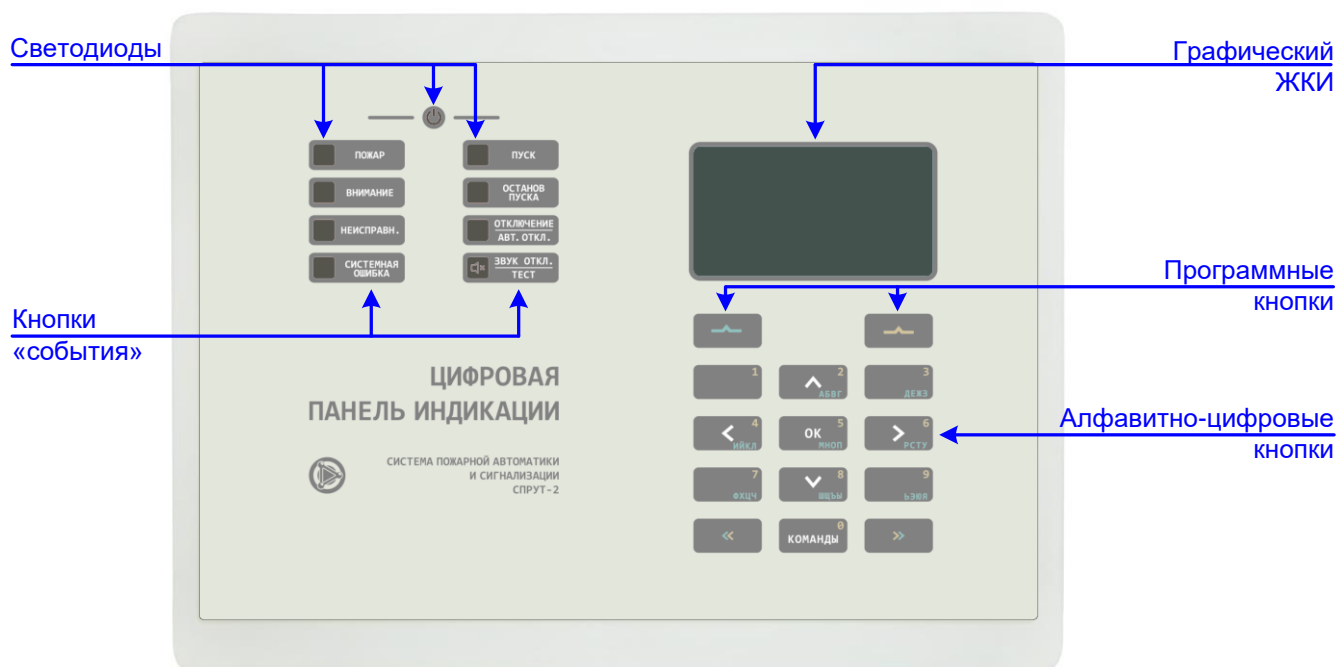 Светодиоды
Графический
ЖКИ
ПОЖАР
ПУСК
ВНИМАНИЕ
ОСТАНОВ
ПУСКА
НЕИСПРАВН.
ОТКЛЮЧЕНИЕ
АВТ. ОТКЛ.
СИСТЕМНАЯ
ОШИБКА
ЗВУК ОТКЛ.
ТЕСТ
Программные
кнопки
Кнопки
«события»
ЦИФРОВАЯ
ПАНЕЛЬ ИНДИКАЦИИ
СИСТЕМА ПОЖАРНОЙ АВТОМАТИКИ
И СИГНАЛИЗАЦИИ
СПРУТ-2
1
2
АБВГ
3
ДЕЖЗ
4
ИЙКЛ
OK
5
МНОП
6
РСТУ
Алфавитно-цифровые
кнопки
7
ФХЦЧ
8
ШЩЪЫ
9
ЬЭЮЯ
«
КОМАНДЫ
0
»